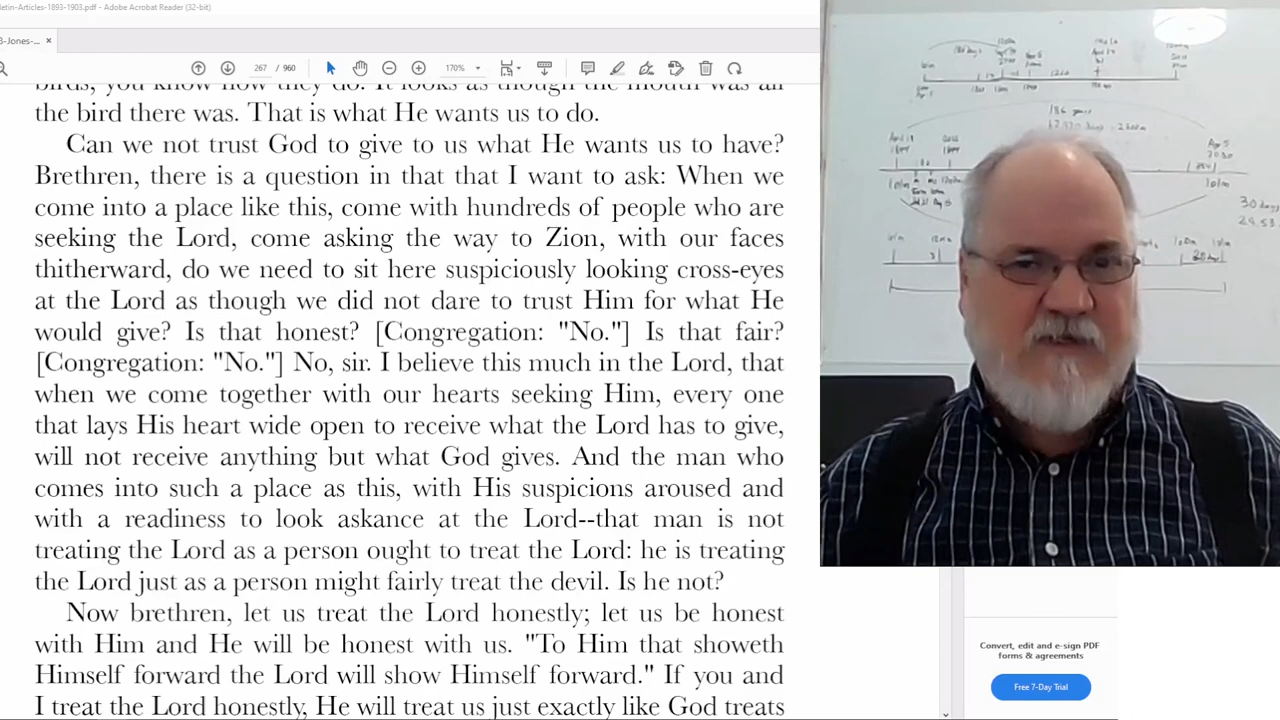 letin-Articles-1893-1903.pdf - Adobe Acrobat Reader (32-bit)
3-Jones-... ×
267 / 960
170%
birds, you know how they do. It looks as though the mouth was all
the bird there was. That is what He wants us to do.
Can we not trust God to give to us what He wants us to have?
Brethren, there is a question in that that I want to ask: When we
come into a place like this, come with hundreds of people who are
seeking the Lord, come asking the way to Zion, with our faces
thitherward, do we need to sit here suspiciously looking cross-eyes
at the Lord as though we did not dare to trust Him for what He
would give? Is that honest? [Congregation: "No."] Is that fair?
[Congregation: "No."] No, sir. I believe this much in the Lord, that
when we come together with our hearts seeking Him, every one
that lays His heart wide open to receive what the Lord has to give,
will not receive anything but what God gives. And the man who
comes into such a place as this, with His suspicions aroused and
with a readiness to look askance at the Lord--that man is not
treating the Lord as a person ought to treat the Lord: he is treating
the Lord just as a person might fairly treat the devil. Is he not?
Now brethren, let us treat the Lord honestly; let us be honest
with Him and He will be honest with us. "To Him that showeth
Himself forward the Lord will show Himself forward." If you and
I treat the Lord honestly, He will treat us just exactly like God treats
186 years
30 days
Convert, edit and e-sign PDF
forms & agreements
Free 7-Day Trial